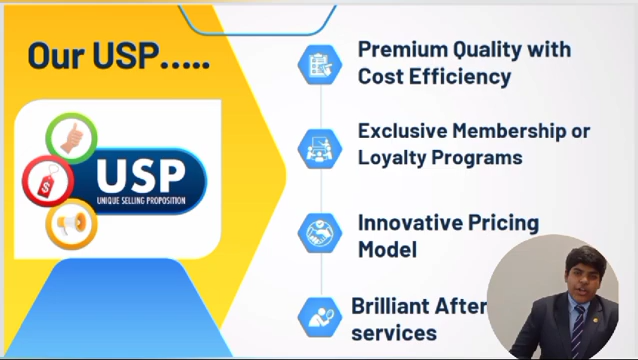 Our USP.....
USP
UNIQUE SELLING PROPOSITION
$
Premium Quality with
Cost Efficiency
Exclusive Membership or
Loyalty Programs
Innovative Pricing
Model
Brilliant After
services